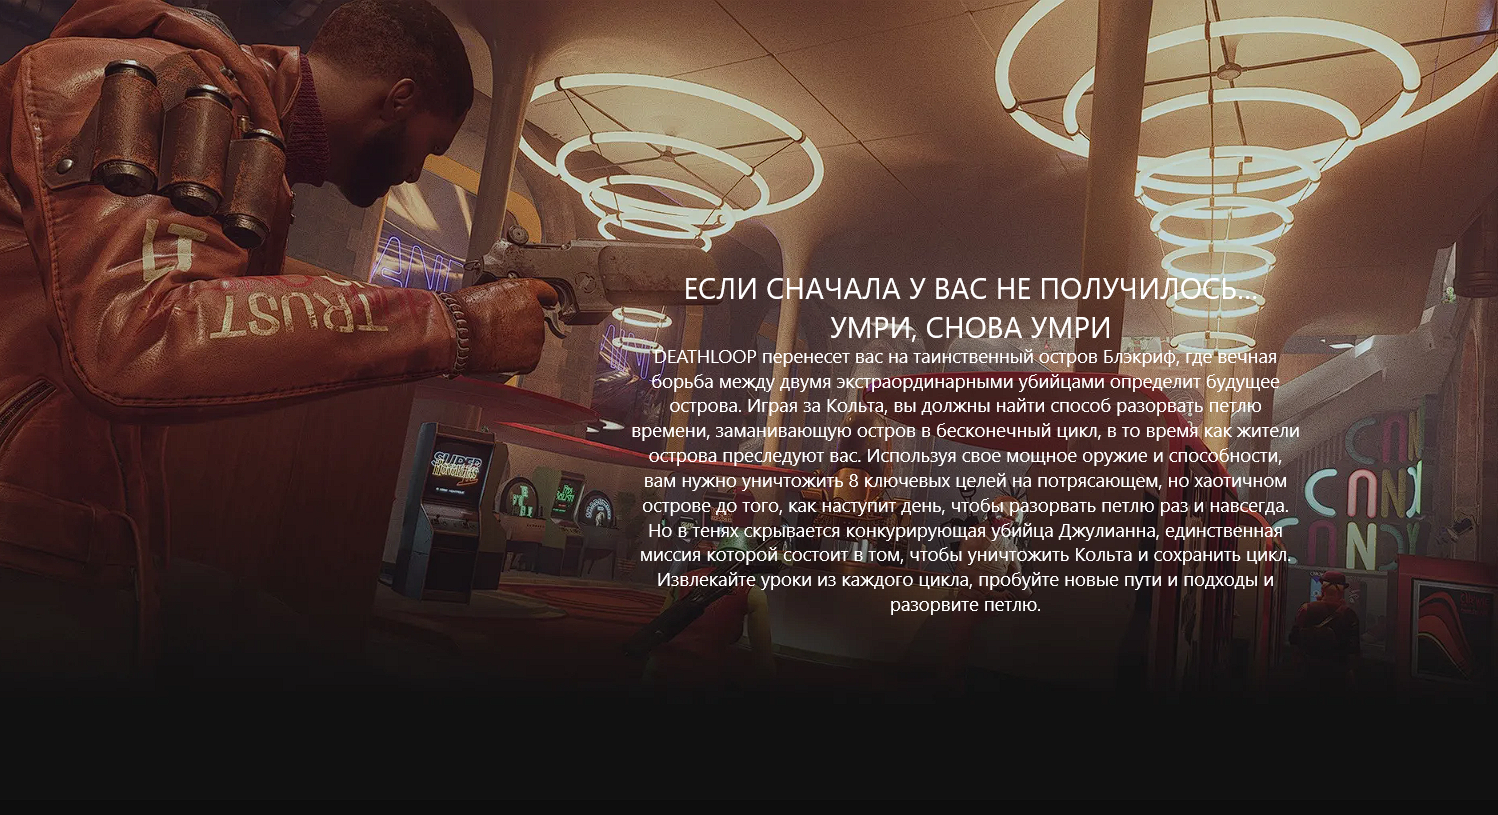 ЕСЛИ СНАЧАЛА У ВАС НЕ ПОЛУЧИЛОСЬ...
УМРИ, СНОВА УМРИ
DEATHLOOP перенесет вас на таинственный остров Блэкриф, где вечная
борьба между двумя экстраординарными убийцами определит будущее
острова. Играя за Кольта, вы должны найти способ разорвать петлю
времени, заманивающую остров в бесконечный цикл, в то время как жители
острова преследуют вас. Используя свое мощное оружие и способности,
вам нужно уничтожить 8 ключевых целей на потрясающем, но хаотичном
острове до того, как наступит день, чтобы разорвать петлю раз и навсегда.
Но в тенях скрывается конкурирующая убийца Джулианна, единственная
миссия которой состоит в том, чтобы уничтожить Кольта и сохранить цикл.
Извлекайте уроки из каждого цикла, пробуйте новые пути и подходы и
разорвите петлю.
TRUST
SUPER